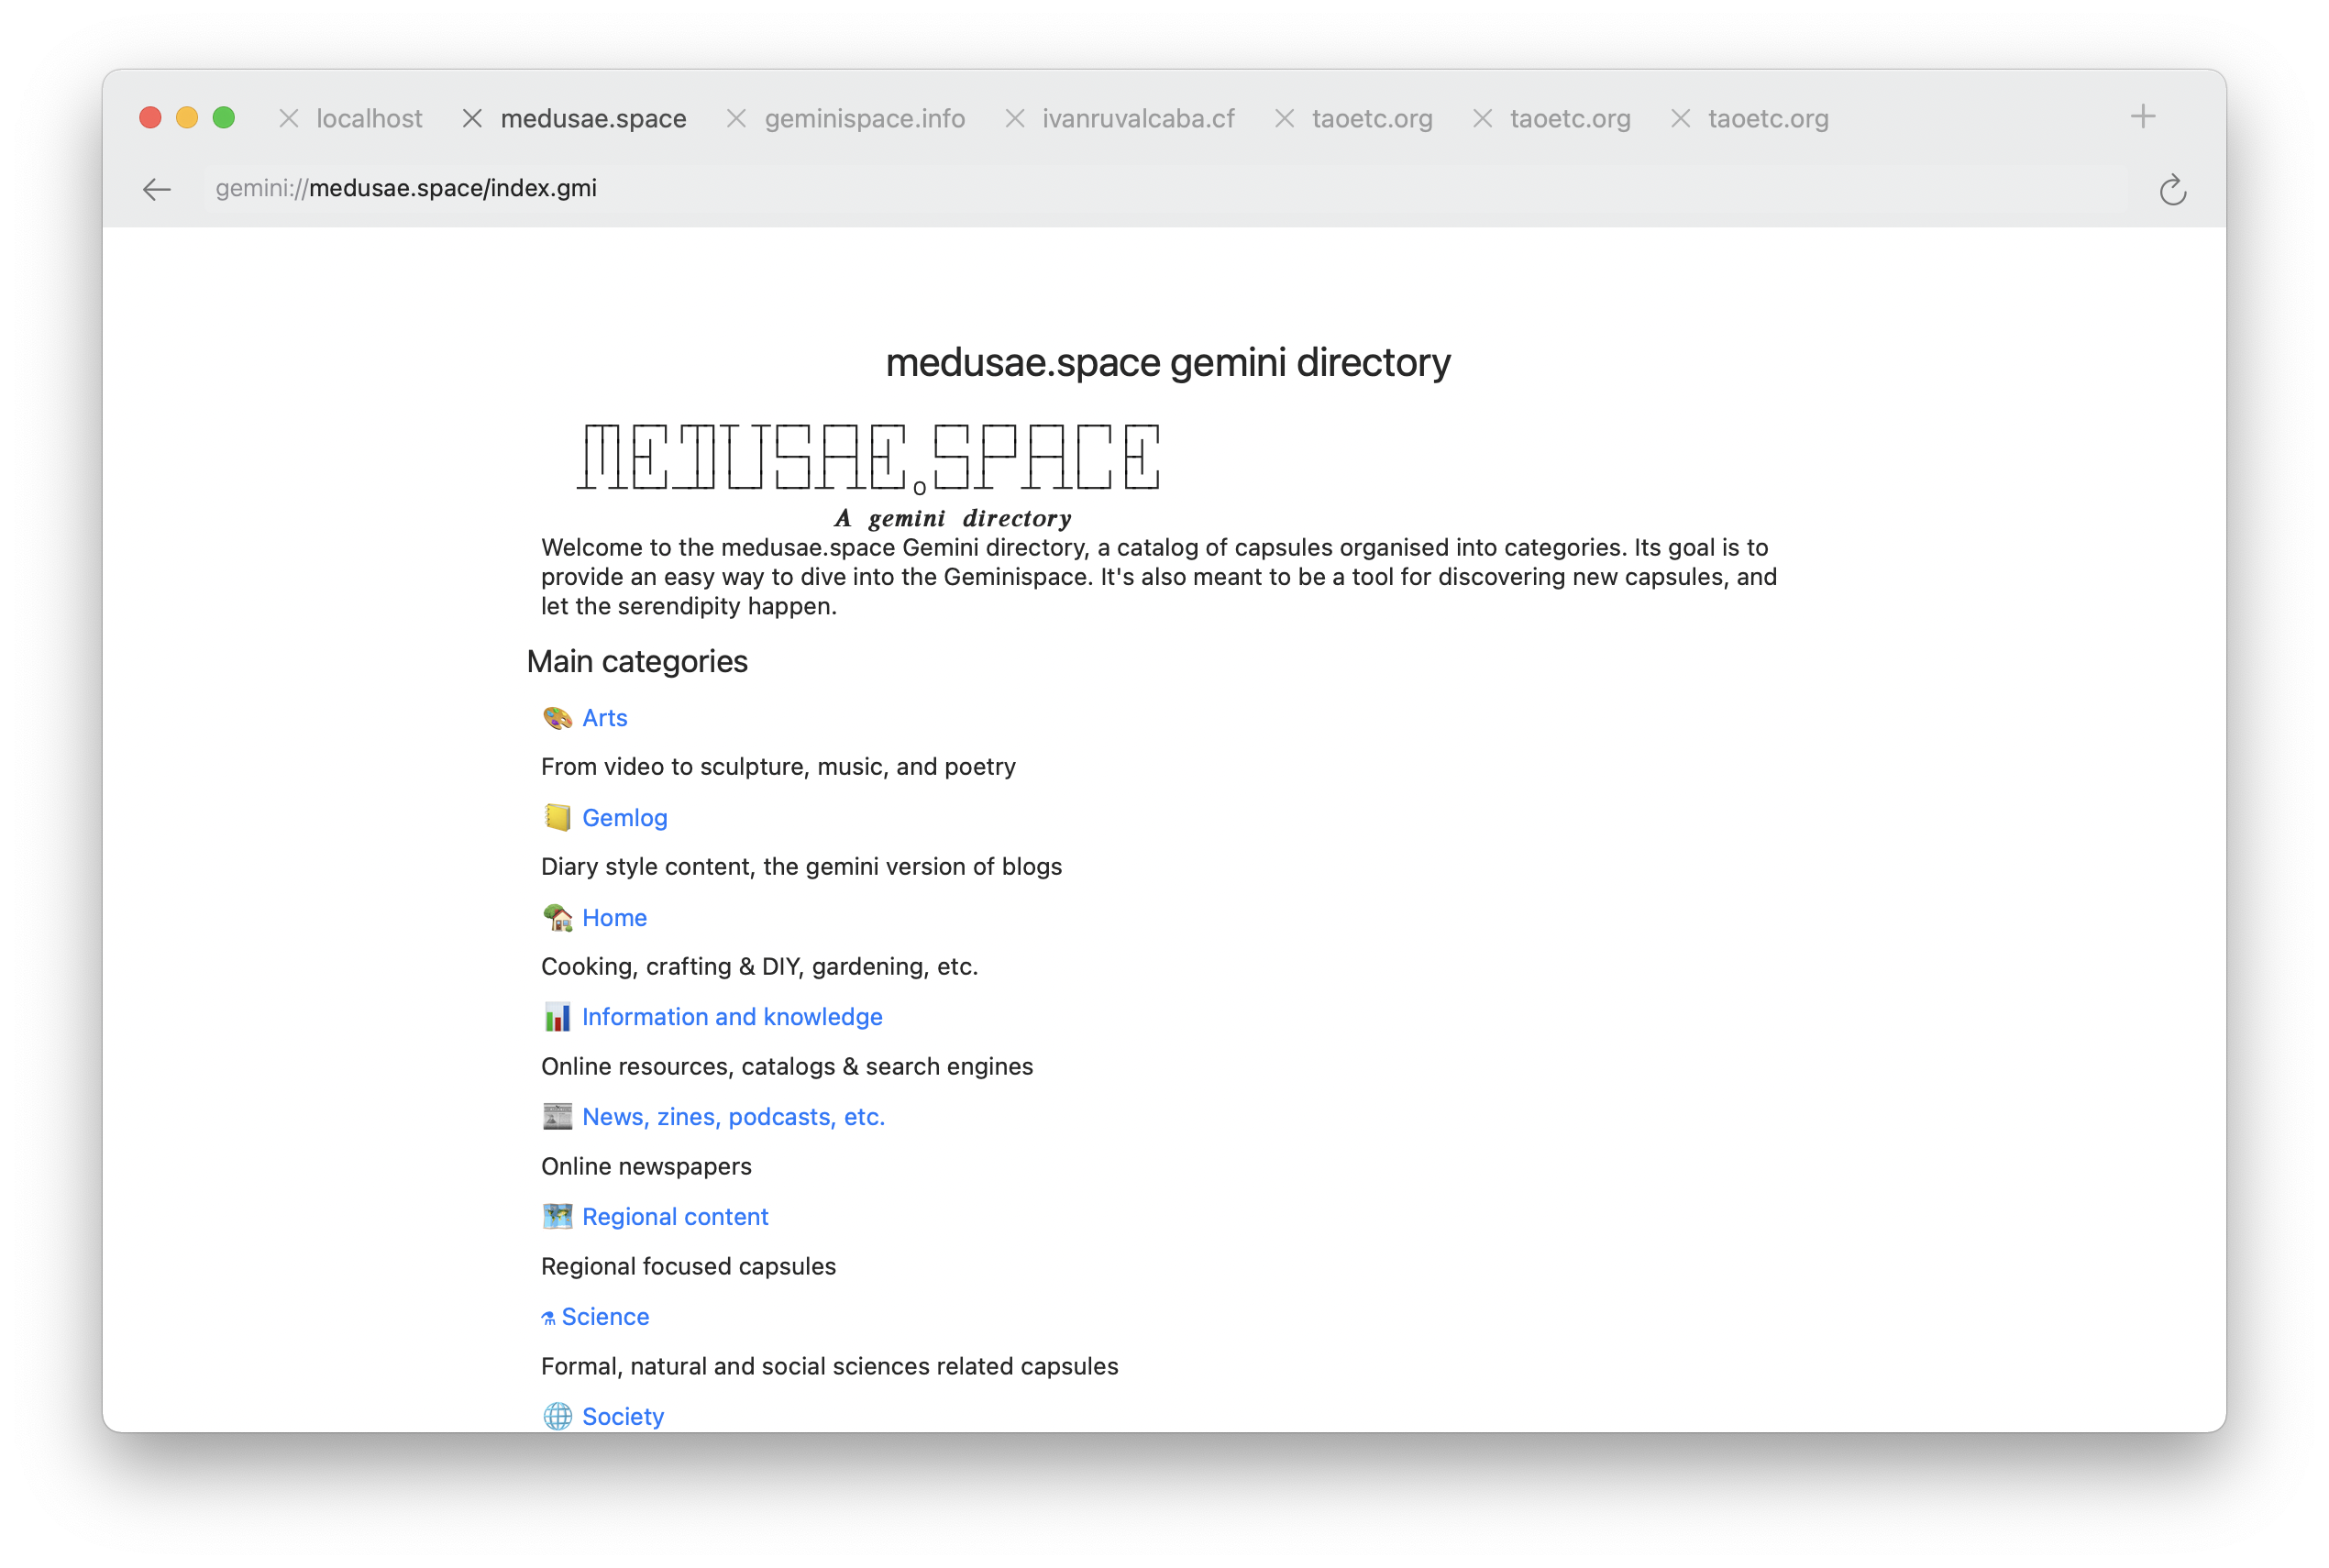 localhost medusae.space geminispace.info ivanruvalcaba.cf taoetc.org taoetc.org taoetc.org
gemini://medusae.space/index.gmi
medusae.space gemini directory
MEDUSAE.SPACE
A gemini directory
Welcome to the medusae.space Gemini directory, a catalog of capsules organised into categories. Its goal is to
provide an easy way to dive into the Geminispace. It's also meant to be a tool for discovering new capsules, and
let the serendipity happen.
Main categories
🎨 Arts
From video to sculpture, music, and poetry
📒 Gemlog
Diary style content, the gemini version of blogs
🏡 Home
Cooking, crafting & DIY, gardening, etc.
📊 Information and knowledge
Online resources, catalogs & search engines
📰 News, zines, podcasts, etc.
Online newspapers
🗺️ Regional content
Regional focused capsules
⚗ Science
Formal, natural and social sciences related capsules
🌐 Society